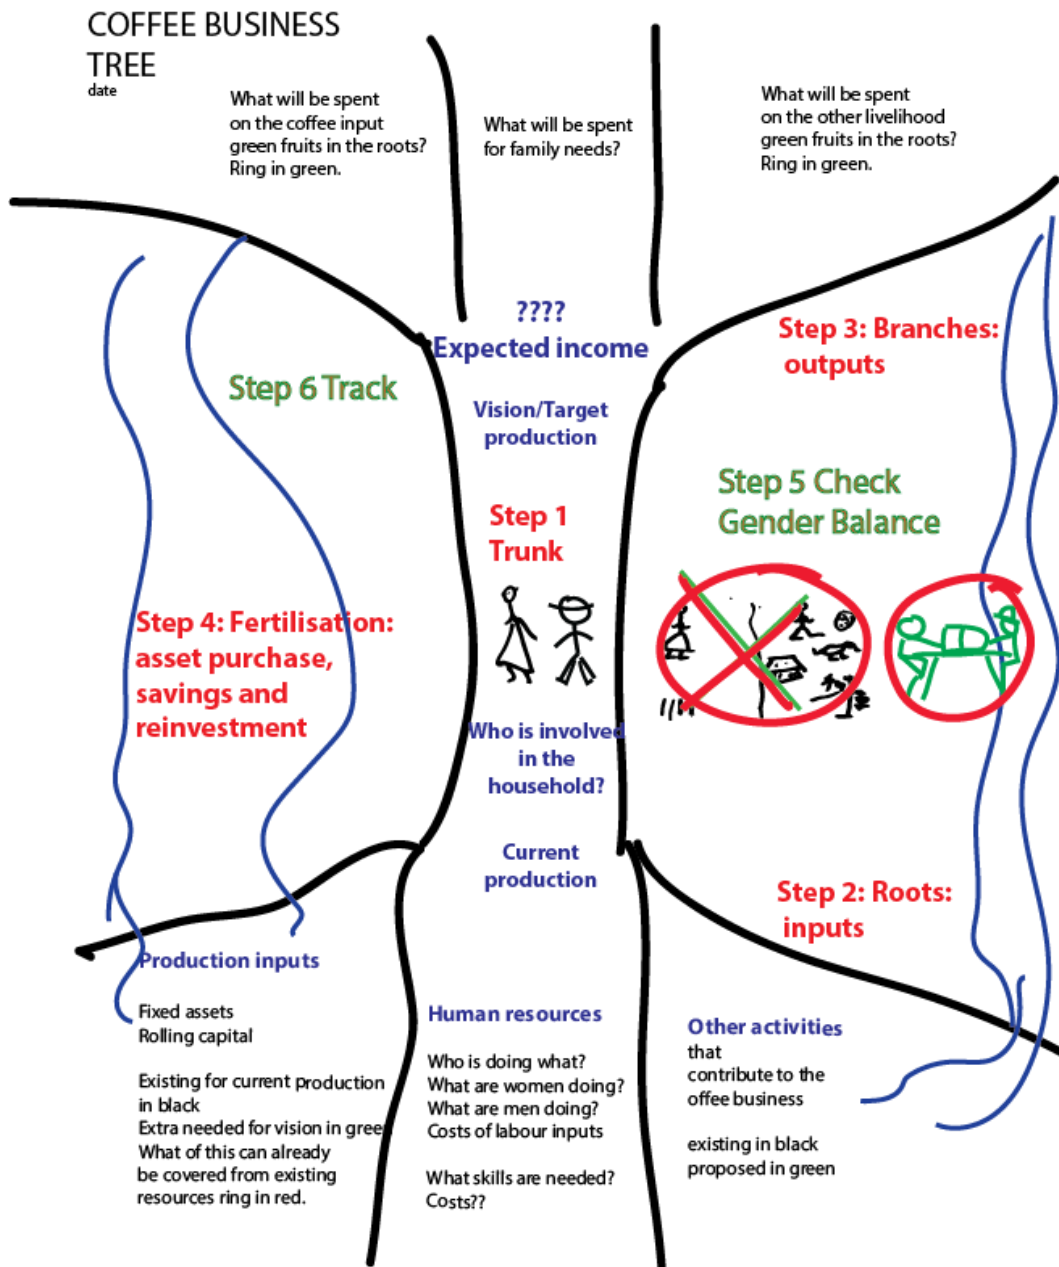 COFFEE BUSINESS
TREE
date
What will be spent
on the coffee input
green fruits in the roots?
Ring in green.
What will be spent
for family needs?
What will be spent
on the other livelihood
green fruits in the roots?
Ring in green.
????
Expected income
Vision/Target
production
Step 1
Trunk
Who is involved
in the
household?
Current
production
Step 3: Branches:
outputs
Step 6 Track
Step 5 Check
Gender Balance
Step 4: Fertilisation:
asset purchase,
savings and
reinvestment
Step 2: Roots:
inputs
Production inputs
Fixed assets
Rolling capital
Existing for current production
in black
Extra needed for vision in green
What of this can already
be covered from existing
resources ring in red.
Human resources
Who is doing what?
What are women doing?
What are men doing?
Costs of labour inputs
What skills are needed?
Costs??
Other activities
that
contribute to the
offee business
existing in black
proposed in green